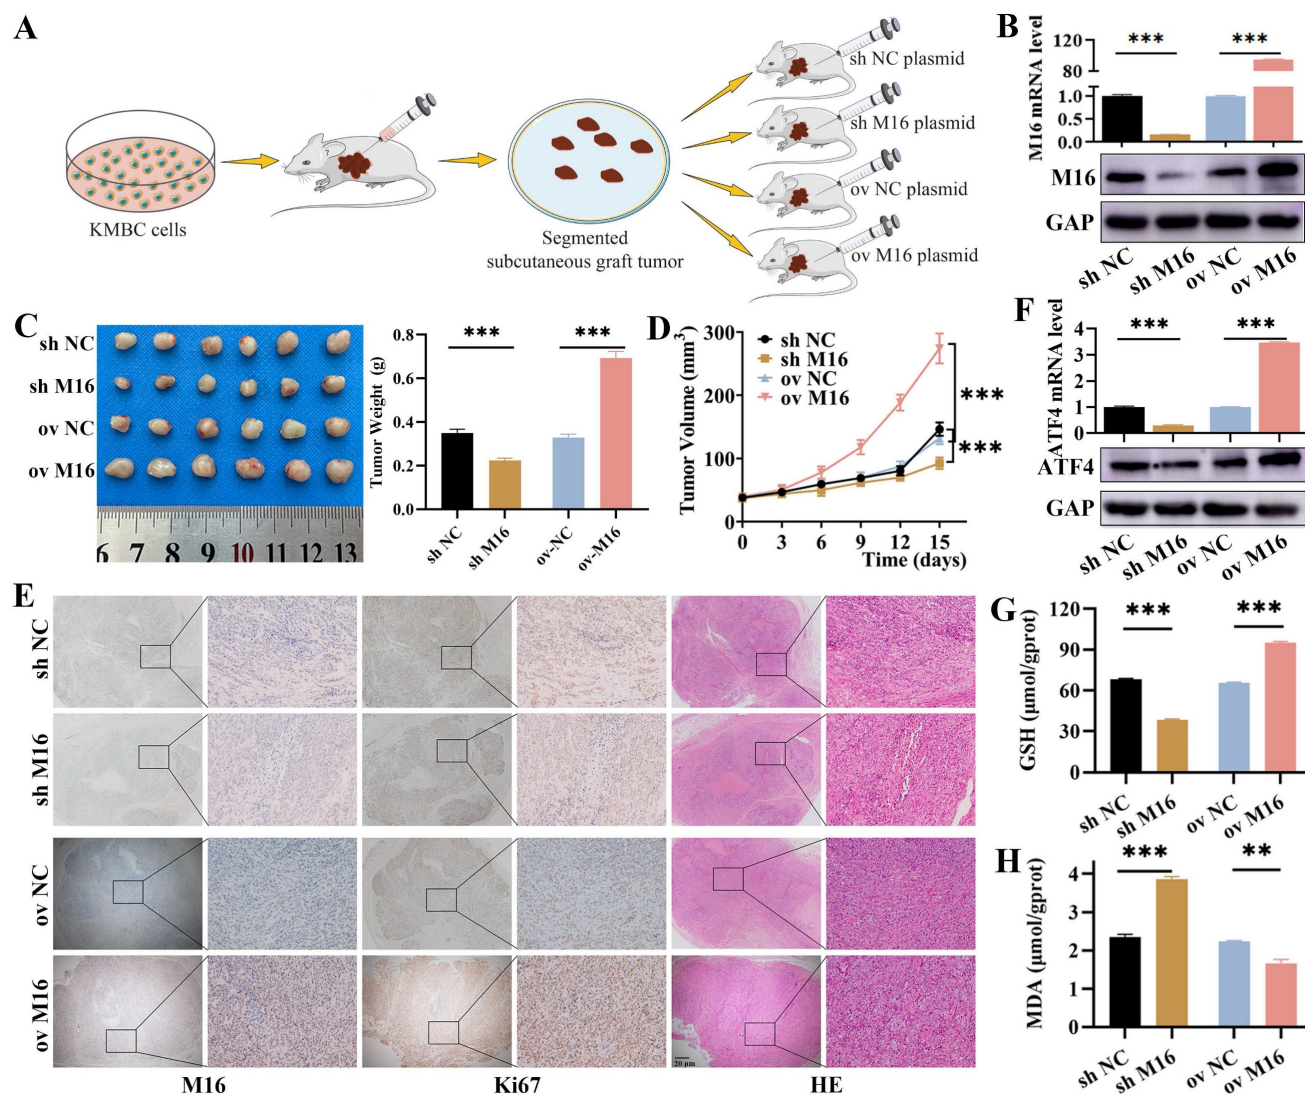 A
KMBC cells
Segmented
subcutaneous graft tumor
sh NC plasmid
sh M16 plasmid
ov NC plasmid
ov M16 plasmid
B
M16 mRNA level
120
80
1.0
0.5
0.0
***
***
M16
GAP
sh NC
sh M16
ov NC
ov M16
C
sh NC
sh M16
ov NC
ov M16
6 7 8 9 10 11 12 13
Tumor Weight (g)
0.8
0.6
0.4
0.2
0.0
***
***
sh NC
sh M16
ov-NC
ov-M16
D
Tumor Volume (mm³)
300
200
100
0
sh NC
sh M16
ov NC
ov M16
***
***
0 3 6 9 12 15
Time (days)
F
ATF4 mRNA level
4
3
2
1
0
***
***
ATF4
GAP
sh NC
sh M16
ov NC
ov M16
E
sh NC
sh M16
ov NC
ov M16
20 μm
M16
Ki67
HE
G
GSH (μmol/gprot)
120
90
60
30
0
***
***
sh NC
sh M16
ov NC
ov M16
H
MDA (μmol/gprot)
4
3
2
1
0
***
**
sh NC
sh M16
ov NC
ov M16